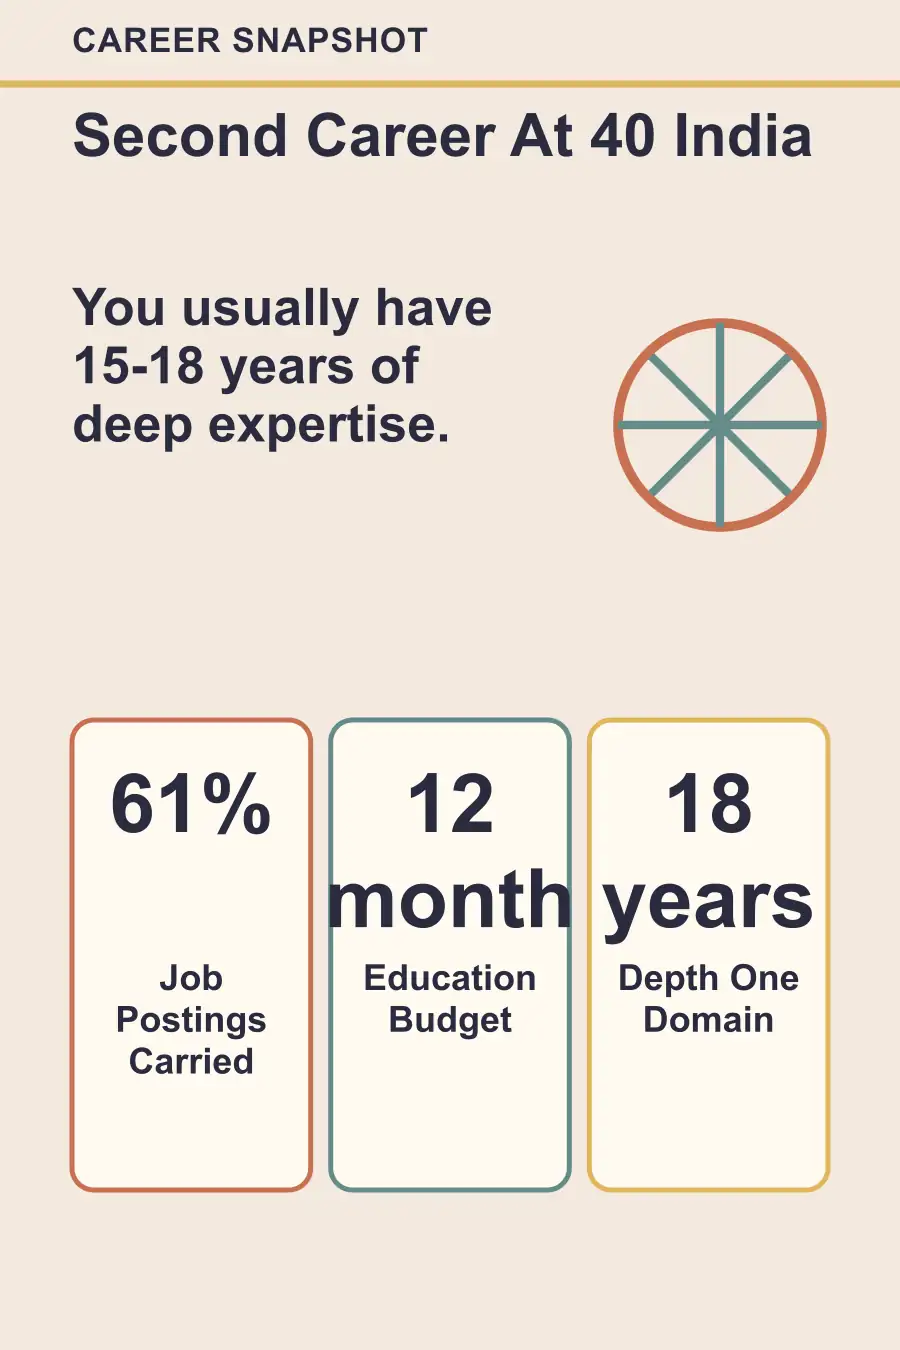 CAREER SNAPSHOT
Second Career At 40 India
You usually have
15-18 years of
deep expertise.
61%
Job
Postings
Carried
12
month
Education
Budget
18
years
Depth One
Domain